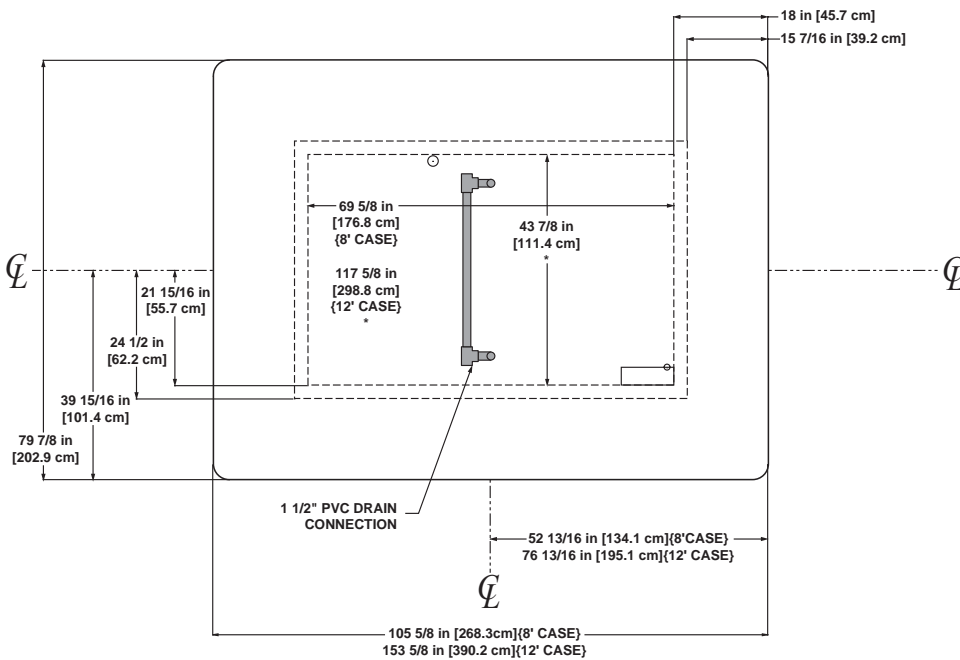 18 in [45.7 cm]
15 7/16 in [39.2 cm]
69 5/8 in
[176.8 cm]
{8' CASE}
43 7/8 in
[111.4 cm]
*
117 5/8 in
[298.8 cm]
{12' CASE}
*
℄
℄
21 15/16 in
[55.7 cm]
24 1/2 in
[62.2 cm]
39 15/16 in
[101.4 cm]
79 7/8 in
[202.9 cm]
1 1/2" PVC DRAIN
CONNECTION
52 13/16 in [134.1 cm]{8'CASE}
76 13/16 in [195.1 cm]{12' CASE}
℄
105 5/8 in [268.3cm]{8' CASE}
153 5/8 in [390.2 cm]{12' CASE}